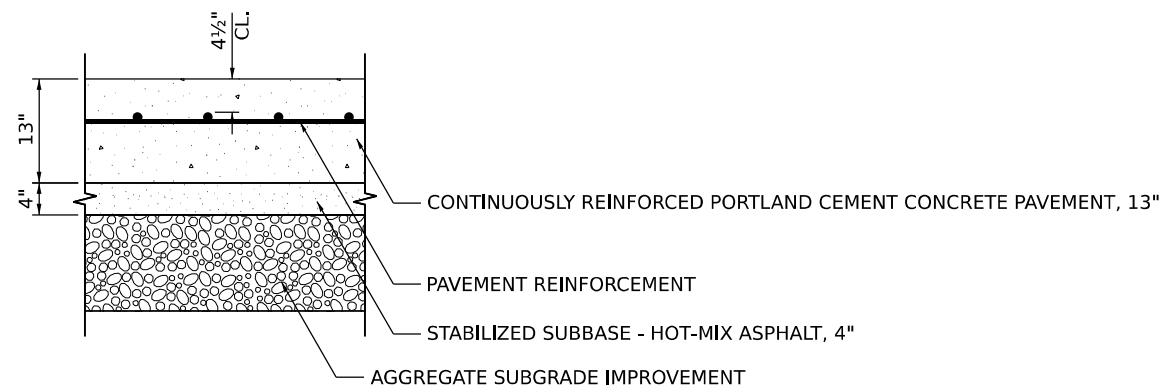 4½"
CL.
13"
4"
CONTINUOUSLY REINFORCED PORTLAND CEMENT CONCRETE PAVEMENT, 13"
PAVEMENT REINFORCEMENT
STABILIZED SUBBASE - HOT-MIX ASPHALT, 4"
AGGREGATE SUBGRADE IMPROVEMENT